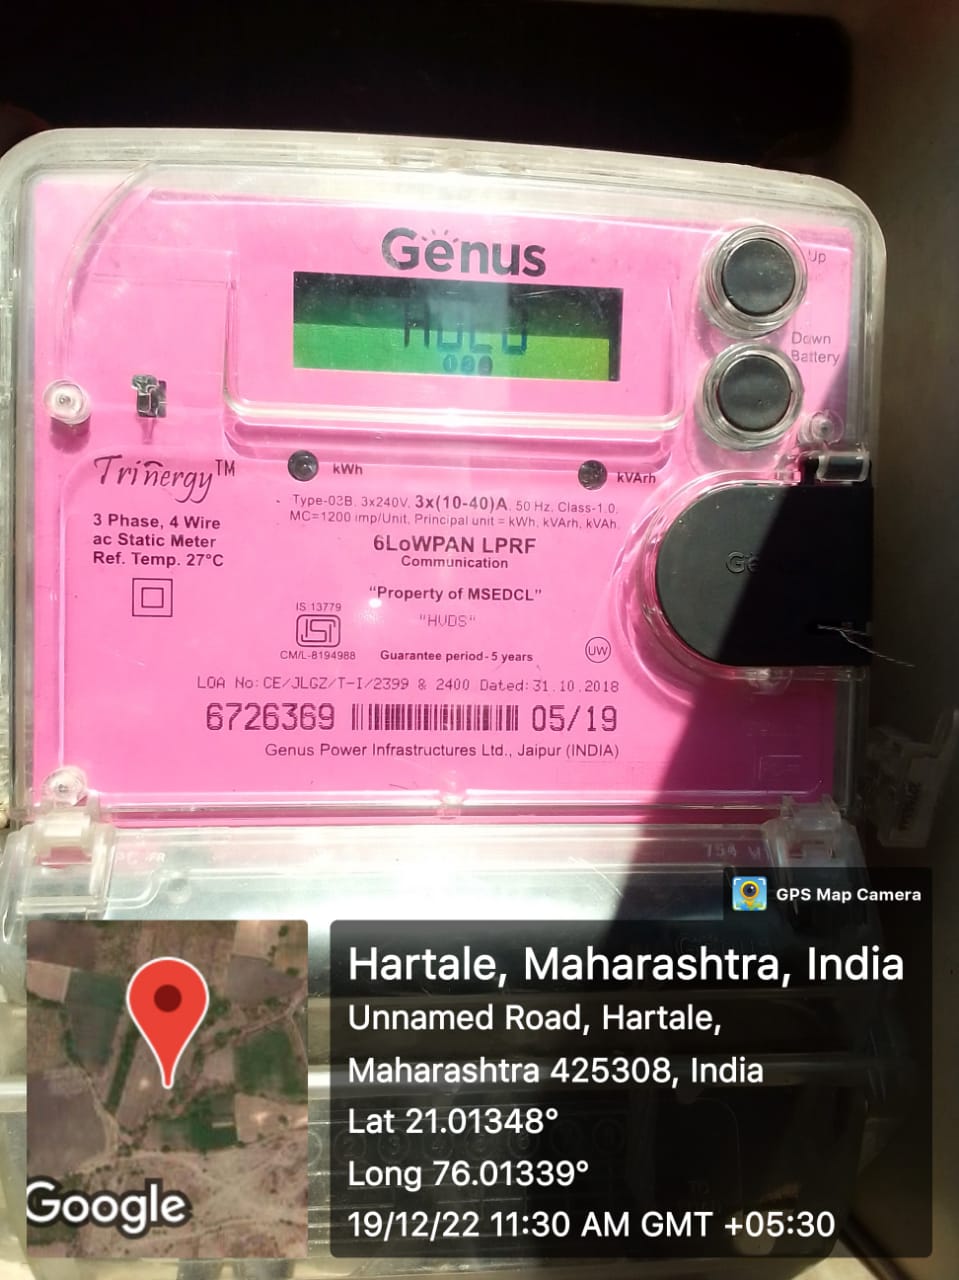 Genus
Up
HOLD
1 2 3
Down
Battery
kWh
kVArh
Trinergy™
Type-03B, 3x240V, 3x(10-40)A, 50 Hz, Class-1.0,
MC=1200 imp/Unit, Principal unit = kWh, kVArh, kVAh.
3 Phase, 4 Wire
ac Static Meter
Ref. Temp. 27°C
6LoWPAN LPRF
Communication
"Property of MSEDCL"
"HVDS"
IS 13779
ISI
CM/L-8194988
Guarantee period-5 years
UW
LOA No:CE/JLGZ/T-I/2399 & 2400 Dated:31.10.2018
6726369 05/19
Genus Power Infrastructures Ltd., Jaipur (INDIA)
GPS Map Camera
Hartale, Maharashtra, India
Unnamed Road, Hartale,
Maharashtra 425308, India
Lat 21.01348°
Long 76.01339°
19/12/22 11:30 AM GMT +05:30
Google